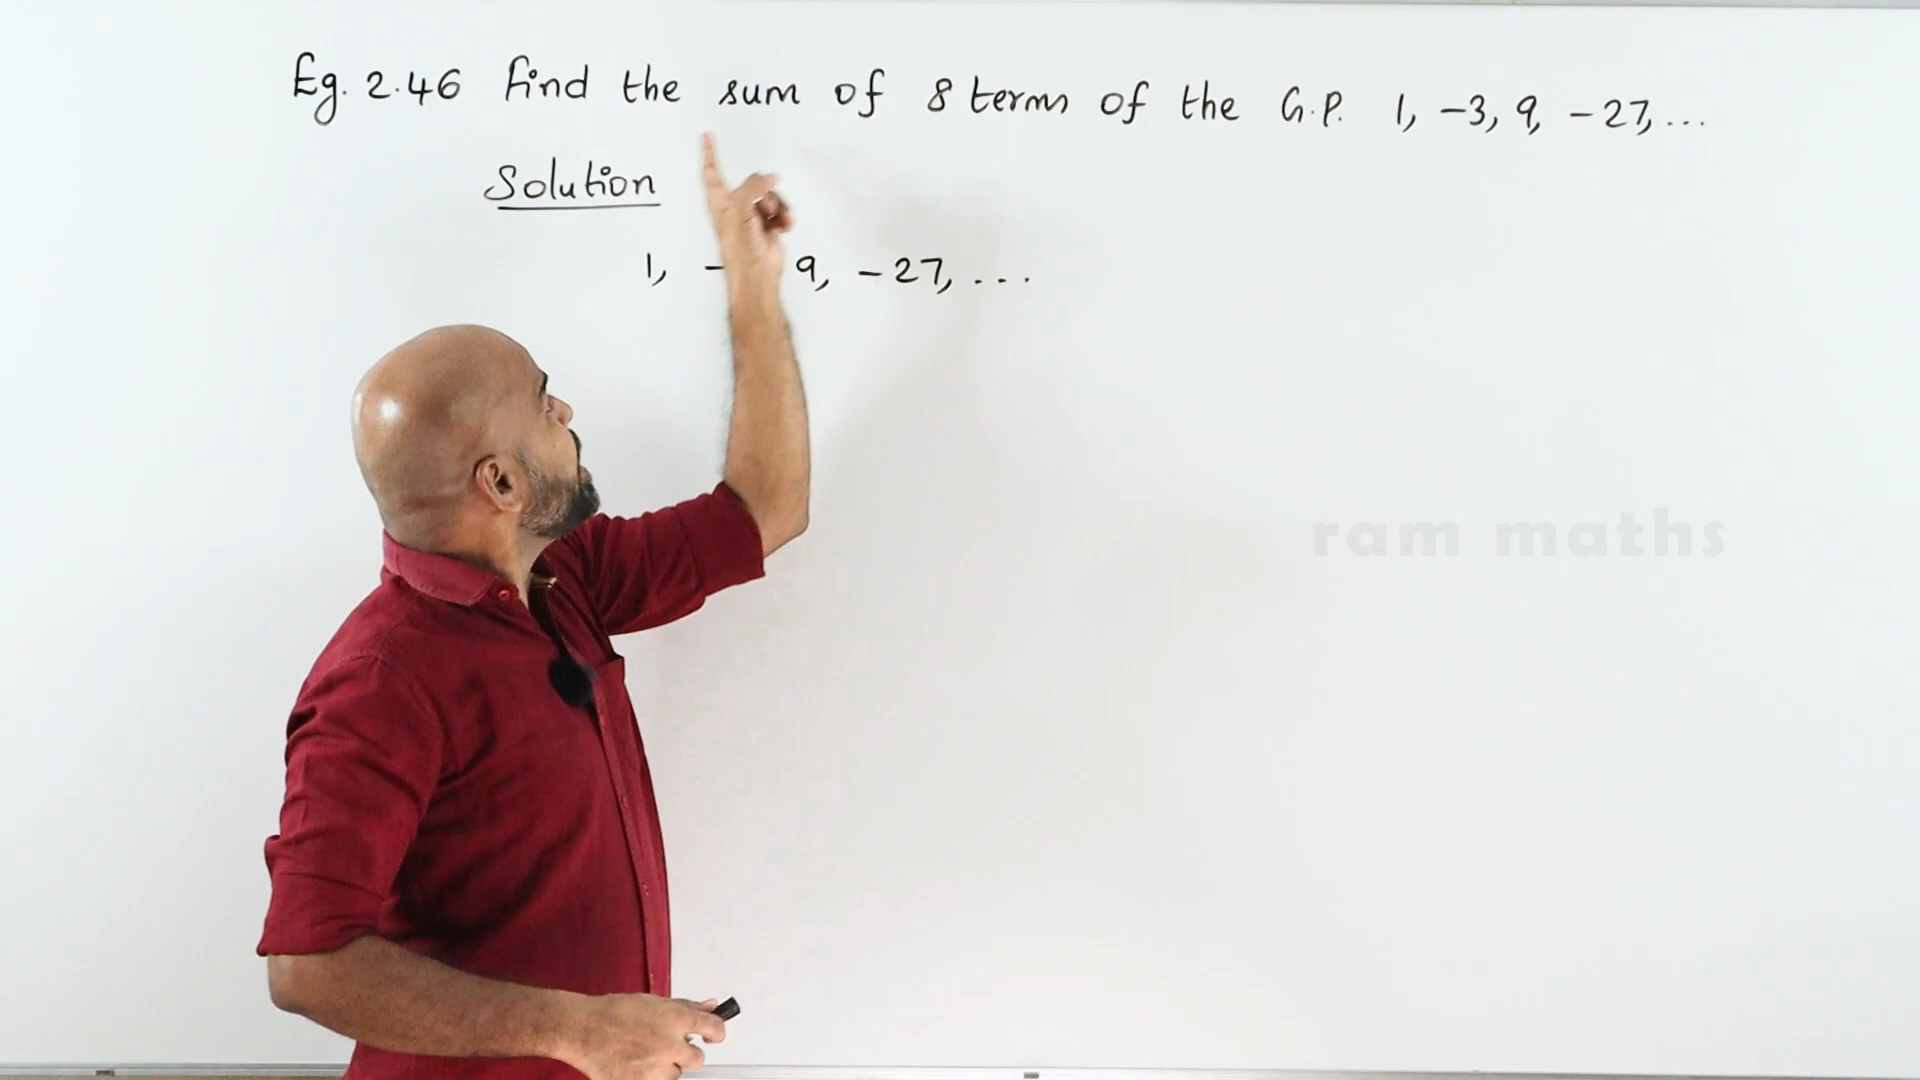 Eg. 2.46 Find the sum of 8 terms of the G.P. 1, -3, 9, -27, ...
Solution
1, - 9, -27, ...
ram maths